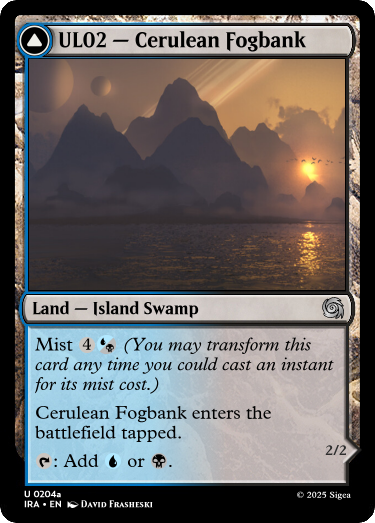 UL02 — Cerulean Fogbank
Land — Island Swamp
Mist 4 (You may transform this
card any time you could cast an instant
for its mist cost.)
Cerulean Fogbank enters the
battlefield tapped.
: Add or .
2/2
U 0204a
IRA • EN David Frasheski
© 2025 Sigea